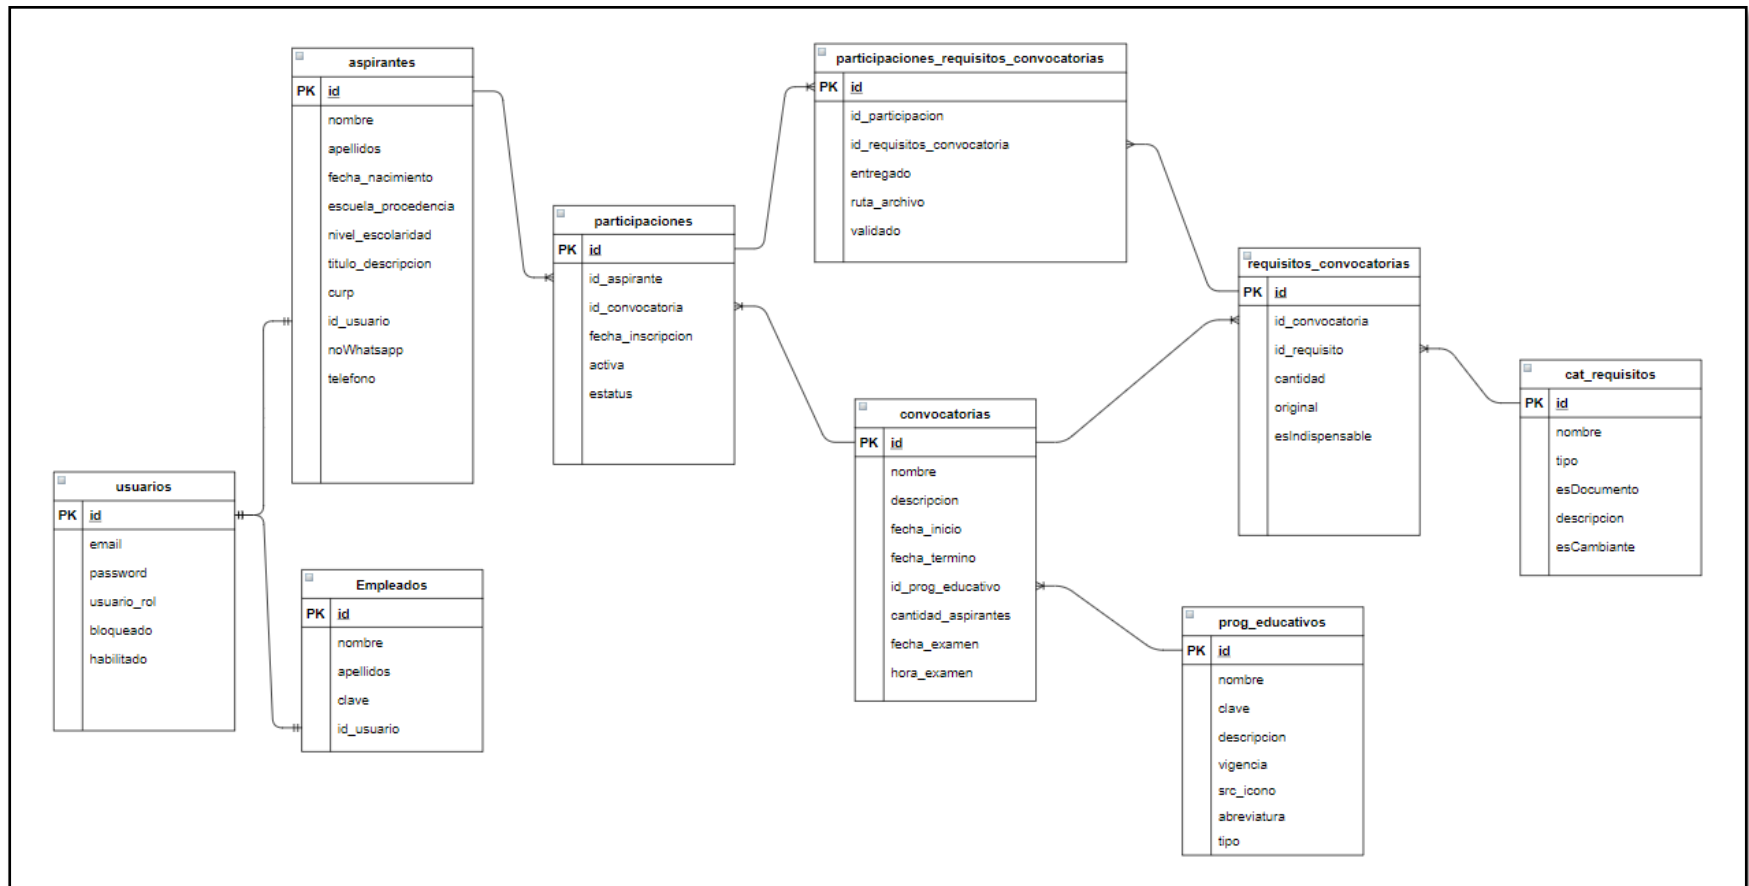 aspirantes
PK id
nombre
apellidos
fecha_nacimiento
escuela_procedencia
nivel_escolaridad
titulo_descripcion
curp
id_usuario
noWhatsapp
telefono
participaciones_requisitos_convocatorias
PK id
id_participacion
id_requisitos_convocatoria
entregado
ruta_archivo
validado
participaciones
PK id
id_aspirante
id_convocatoria
fecha_inscripcion
activa
estatus
requisitos_convocatorias
PK id
id_convocatoria
id_requisito
cantidad
original
esIndispensable
cat_requisitos
PK id
nombre
tipo
esDocumento
descripcion
esCambiante
convocatorias
PK id
nombre
descripcion
fecha_inicio
fecha_termino
id_prog_educativo
cantidad_aspirantes
fecha_examen
hora_examen
usuarios
PK id
email
password
usuario_rol
bloqueado
habilitado
Empleados
PK id
nombre
apellidos
clave
id_usuario
prog_educativos
PK id
nombre
clave
descripcion
vigencia
src_icono
abreviatura
tipo